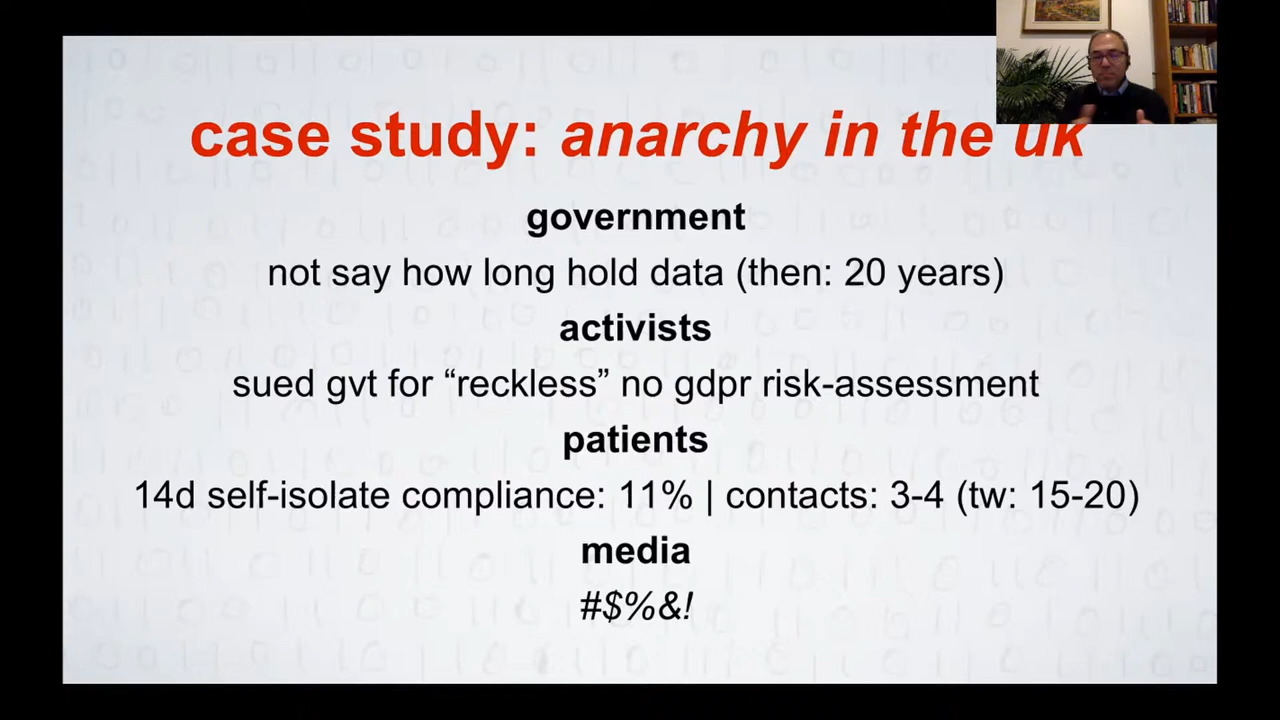 case study: anarchy in the uk
government
not say how long hold data (then: 20 years)
activists
sued gvt for “reckless” no gdpr risk-assessment
patients
14d self-isolate compliance: 11% | contacts: 3-4 (tw: 15-20)
media
#$%&!